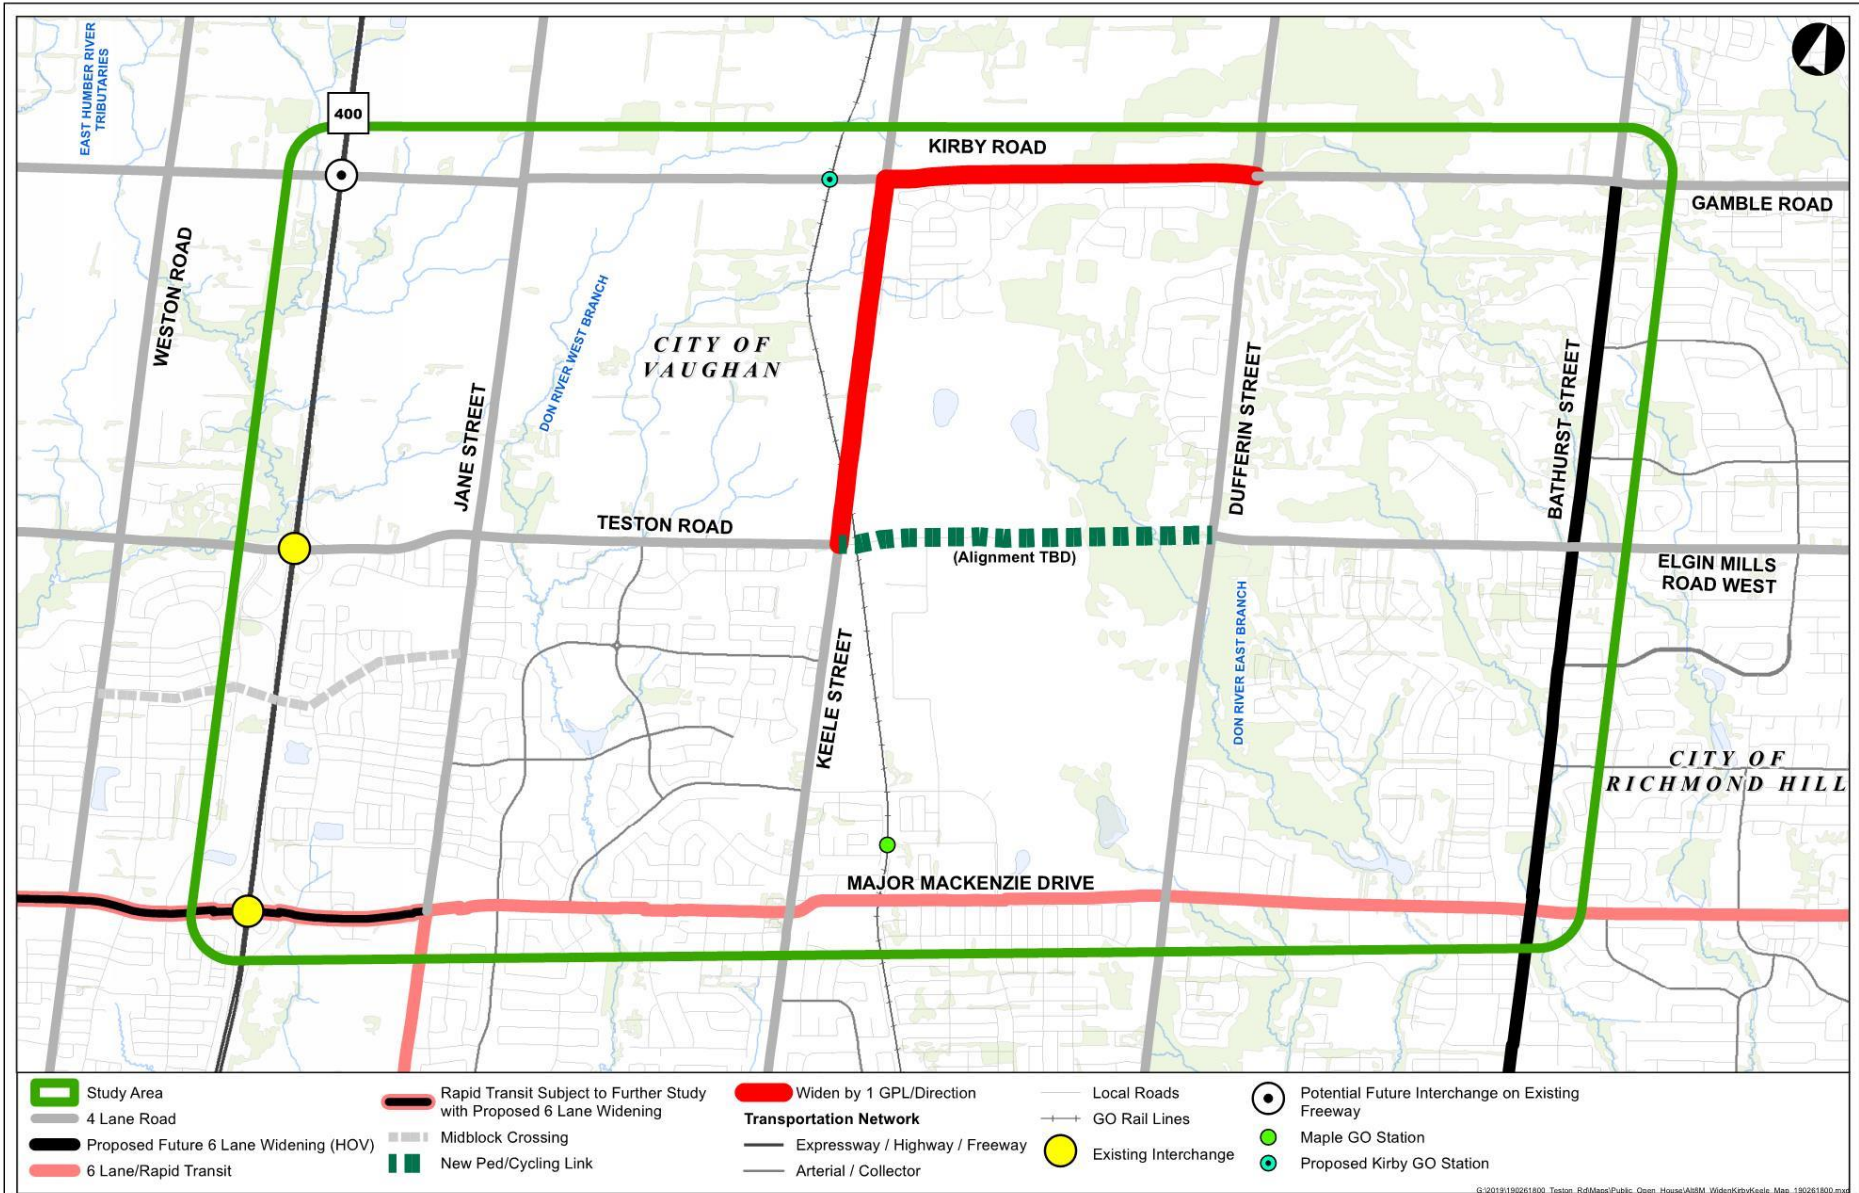 EAST HUMBER RIVER
TRIBUTARIES
400
KIRBY ROAD
GAMBLE ROAD
WESTON ROAD
DON RIVER WEST BRANCH
CITY OF
VAUGHAN
JANE STREET
DUFFERIN STREET
BATHURST STREET
TESTON ROAD
(Alignment TBD)
ELGIN MILLS
ROAD WEST
KEELE STREET
DON RIVER EAST BRANCH
CITY OF
RICHMOND HILL
MAJOR MACKENZIE DRIVE
Study Area
4 Lane Road
Proposed Future 6 Lane Widening (HOV)
6 Lane/Rapid Transit
Rapid Transit Subject to Further Study
with Proposed 6 Lane Widening
Midblock Crossing
New Ped/Cycling Link
Widen by 1 GPL/Direction
Transportation Network
Expressway / Highway / Freeway
Arterial / Collector
Local Roads
GO Rail Lines
Existing Interchange
Potential Future Interchange on Existing
Freeway
Maple GO Station
Proposed Kirby GO Station